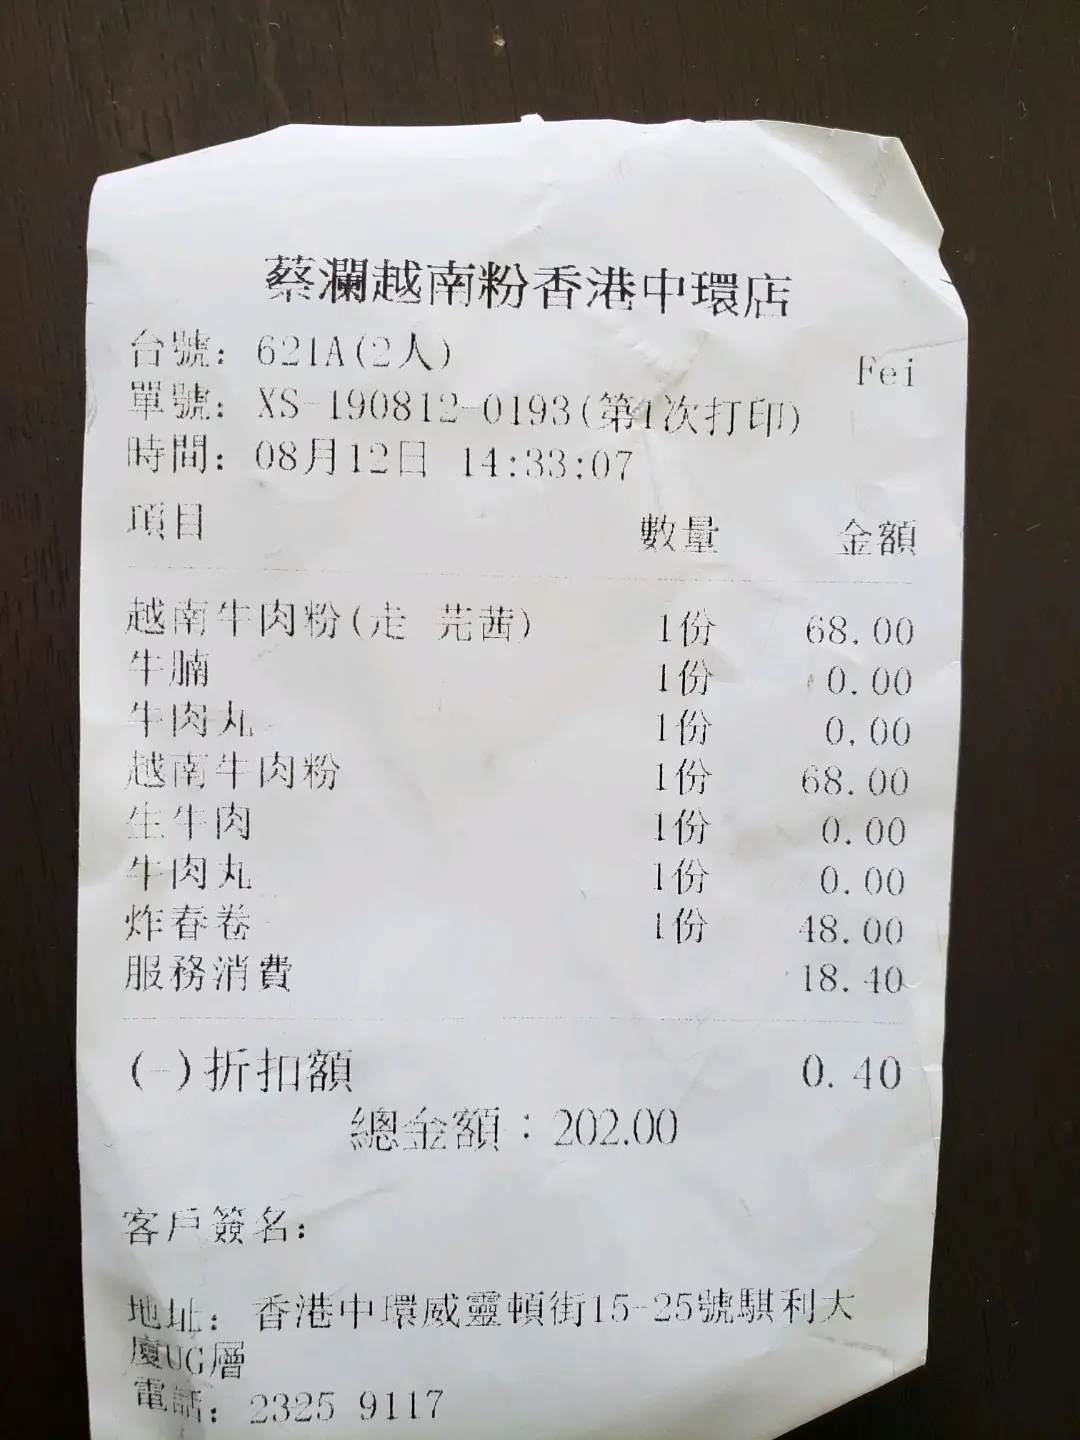 蔡瀾越南粉香港中環店
台號: 621A(2人) Fei
單號: XS-190812-0193(第1次打印)
時間: 08月12日 14:33:07
項目 數量 金額
越南牛肉粉(走 芫茜) 1份 68.00
牛腩 1份 0.00
牛肉丸 1份 0.00
越南牛肉粉 1份 68.00
生牛肉 1份 0.00
牛肉丸 1份 0.00
炸春卷 1份 48.00
服務消費 18.40
(-)折扣額 0.40
總金額:202.00
客戶簽名:
地址: 香港中環威靈頓街15-25號騏利大
廈UG層
電話: 2325 9117